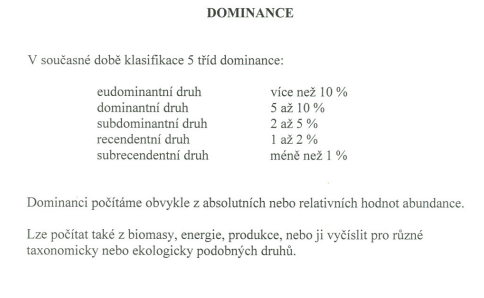 DOMINANCE
V současné době klasifikace 5 tříd dominance:
eudominantní druh více než 10 %
dominantní druh 5 až 10 %
subdominantní druh 2 až 5 %
recendentní druh 1 až 2 %
subrecendentní druh méně než 1 %
Dominanci počítáme obvykle z absolutních nebo relativních hodnot abundance.
Lze počítat také z biomasy, energie, produkce, nebo ji vyčíslit pro různé
taxonomicky nebo ekologicky podobných druhů.